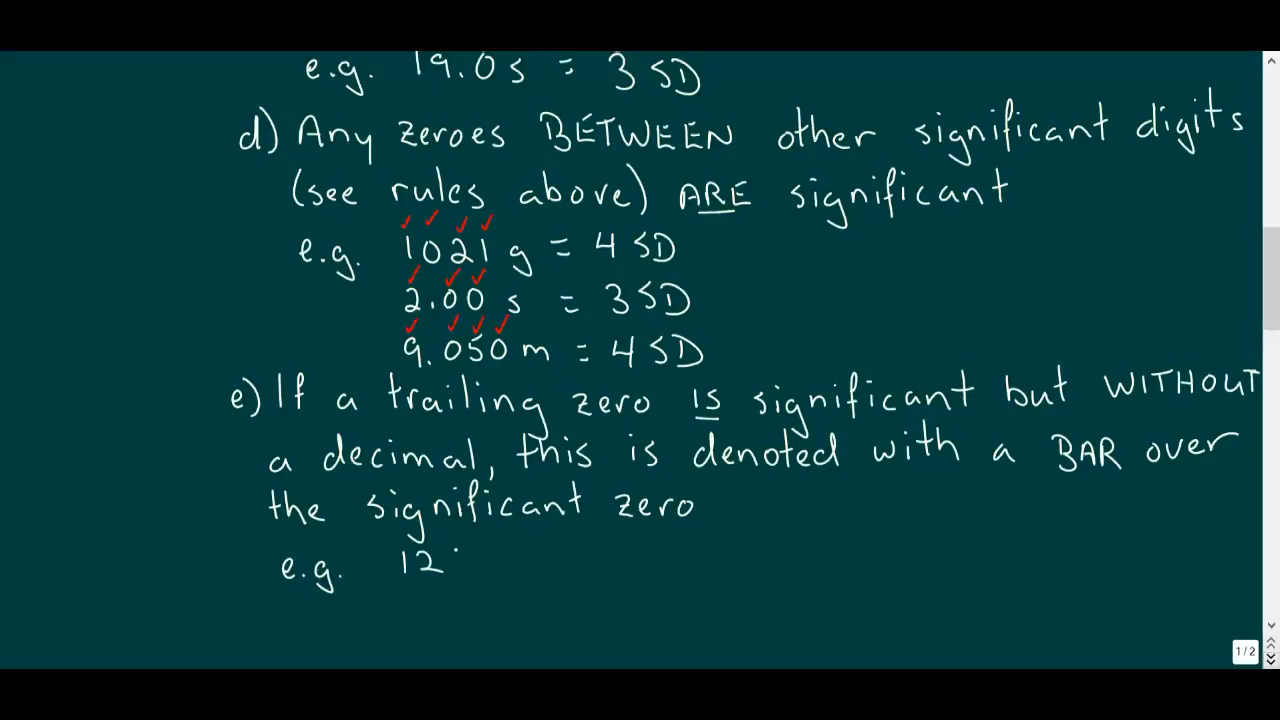 e.g. 19.0 s = 3 SD
d) Any zeroes BETWEEN other significant digits
(see rules above) ARE significant
e.g. 1021 g = 4 SD
2.00 s = 3 SD
9.050 m = 4 SD
e) If a trailing zero is significant but WITHOUT
a decimal, this is denoted with a BAR over
the significant zero
e.g. 12
1/2